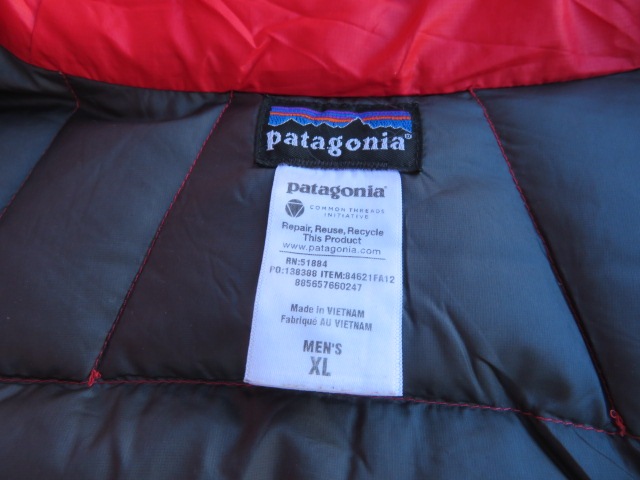 patagonia®
patagonia®
COMMON THREADS
INITIATIVE
Repair, Reuse, Recycle
This Product
www.patagonia.com
RN:51884
PO:138388 ITEM:84621FA12
885657660247
Made in VIETNAM
Fabriqué AU VIETNAM
MEN'S
XL